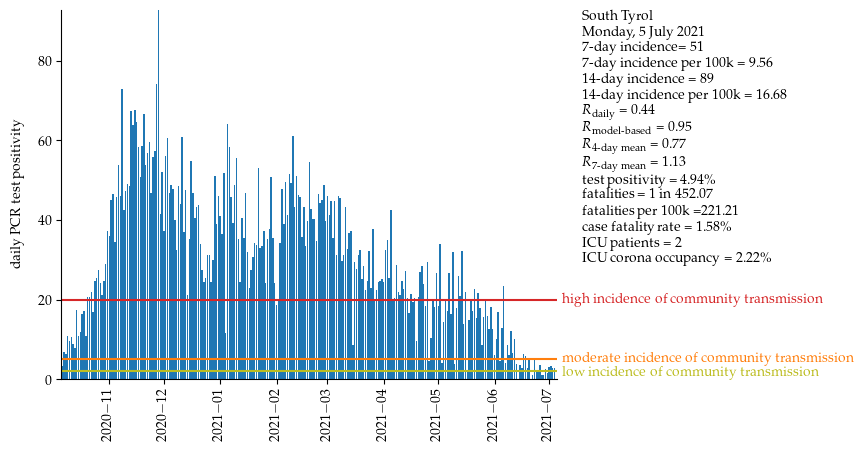 South Tyrol
Monday, 5 July 2021
7-day incidence= 51
7-day incidence per 100k = 9.56
14-day incidence = 89
14-day incidence per 100k = 16.68
R_daily = 0.44
R_model-based = 0.95
R_4-day mean = 0.77
R_7-day mean = 1.13
test positivity = 4.94%
fatalities = 1 in 452.07
fatalities per 100k =221.21
case fatality rate = 1.58%
ICU patients = 2
ICU corona occupancy = 2.22%
daily PCR test positivity
80
60
40
20
0
high incidence of community transmission
moderate incidence of community transmission
low incidence of community transmission
2020−11
2020−12
2021−01
2021−02
2021−03
2021−04
2021−05
2021−06
2021−07